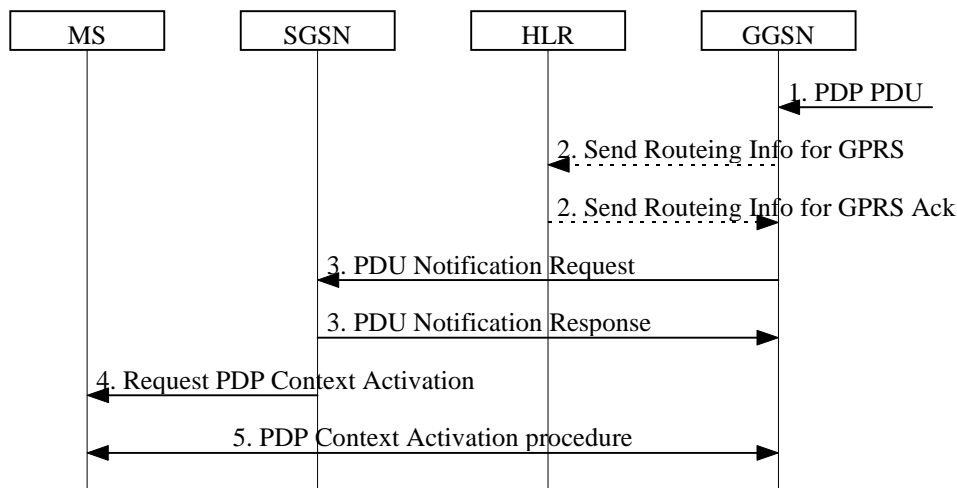 MS
SGSN
HLR
GGSN
1. PDP PDU
2. Send Routeing Info for GPRS
2. Send Routeing Info for GPRS Ack
3. PDU Notification Request
3. PDU Notification Response
4. Request PDP Context Activation
5. PDP Context Activation procedure